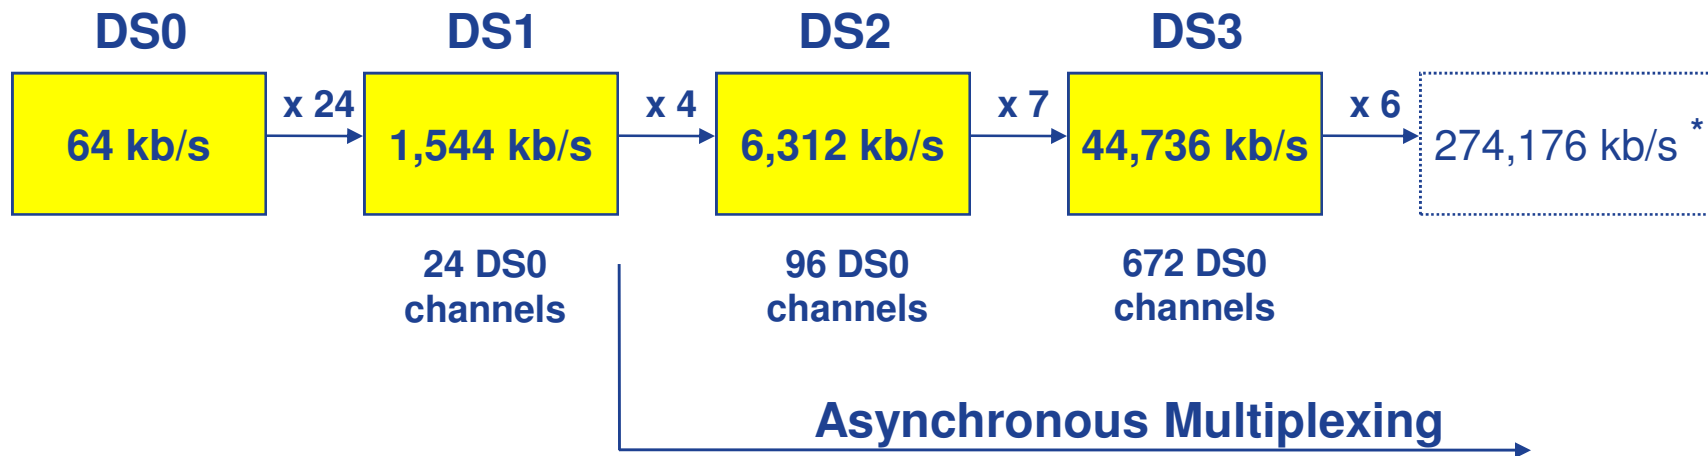 DS0
DS1
DS2
DS3
64 kb/s
x 24
1,544 kb/s
x 4
6,312 kb/s
x 7
44,736 kb/s
x 6
274,176 kb/s *
24 DS0
channels
96 DS0
channels
672 DS0
channels
Asynchronous Multiplexing